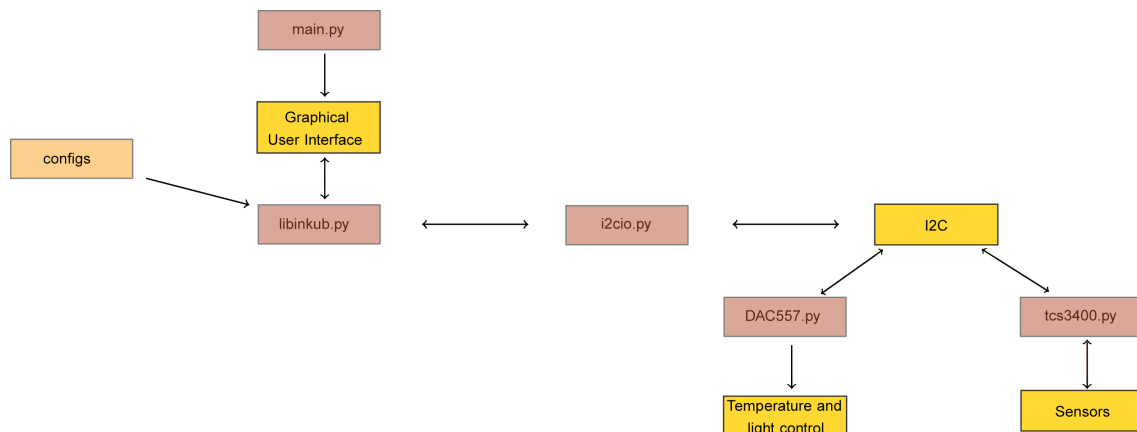 main.py
Graphical
User Interface
configs
libinkub.py
i2cio.py
I2C
DAC557.py
tcs3400.py
Temperature and
light control
Sensors